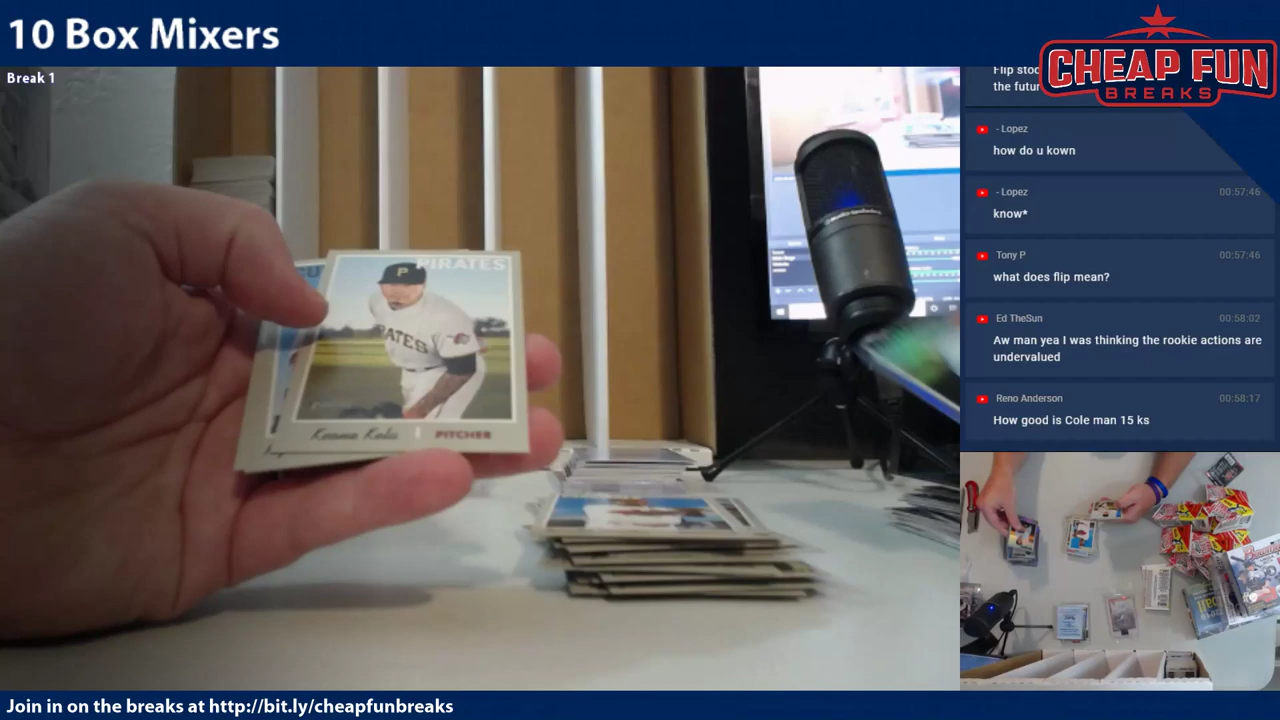 10 Box Mixers
Break 1
CHEAP FUN
BREAKS
Flip stoc
the futur
- Lopez
how do u kown
- Lopez
00:57:46
know*
Tony P
00:57:46
what does flip mean?
Ed TheSun
00:58:02
Aw man yea I was thinking the rookie actions are
undervalued
Reno Anderson
00:58:17
How good is Cole man 15 ks
PIRATES
P
RATES
PITCHER
Join in on the breaks at http://bit.ly/cheapfunbreaks